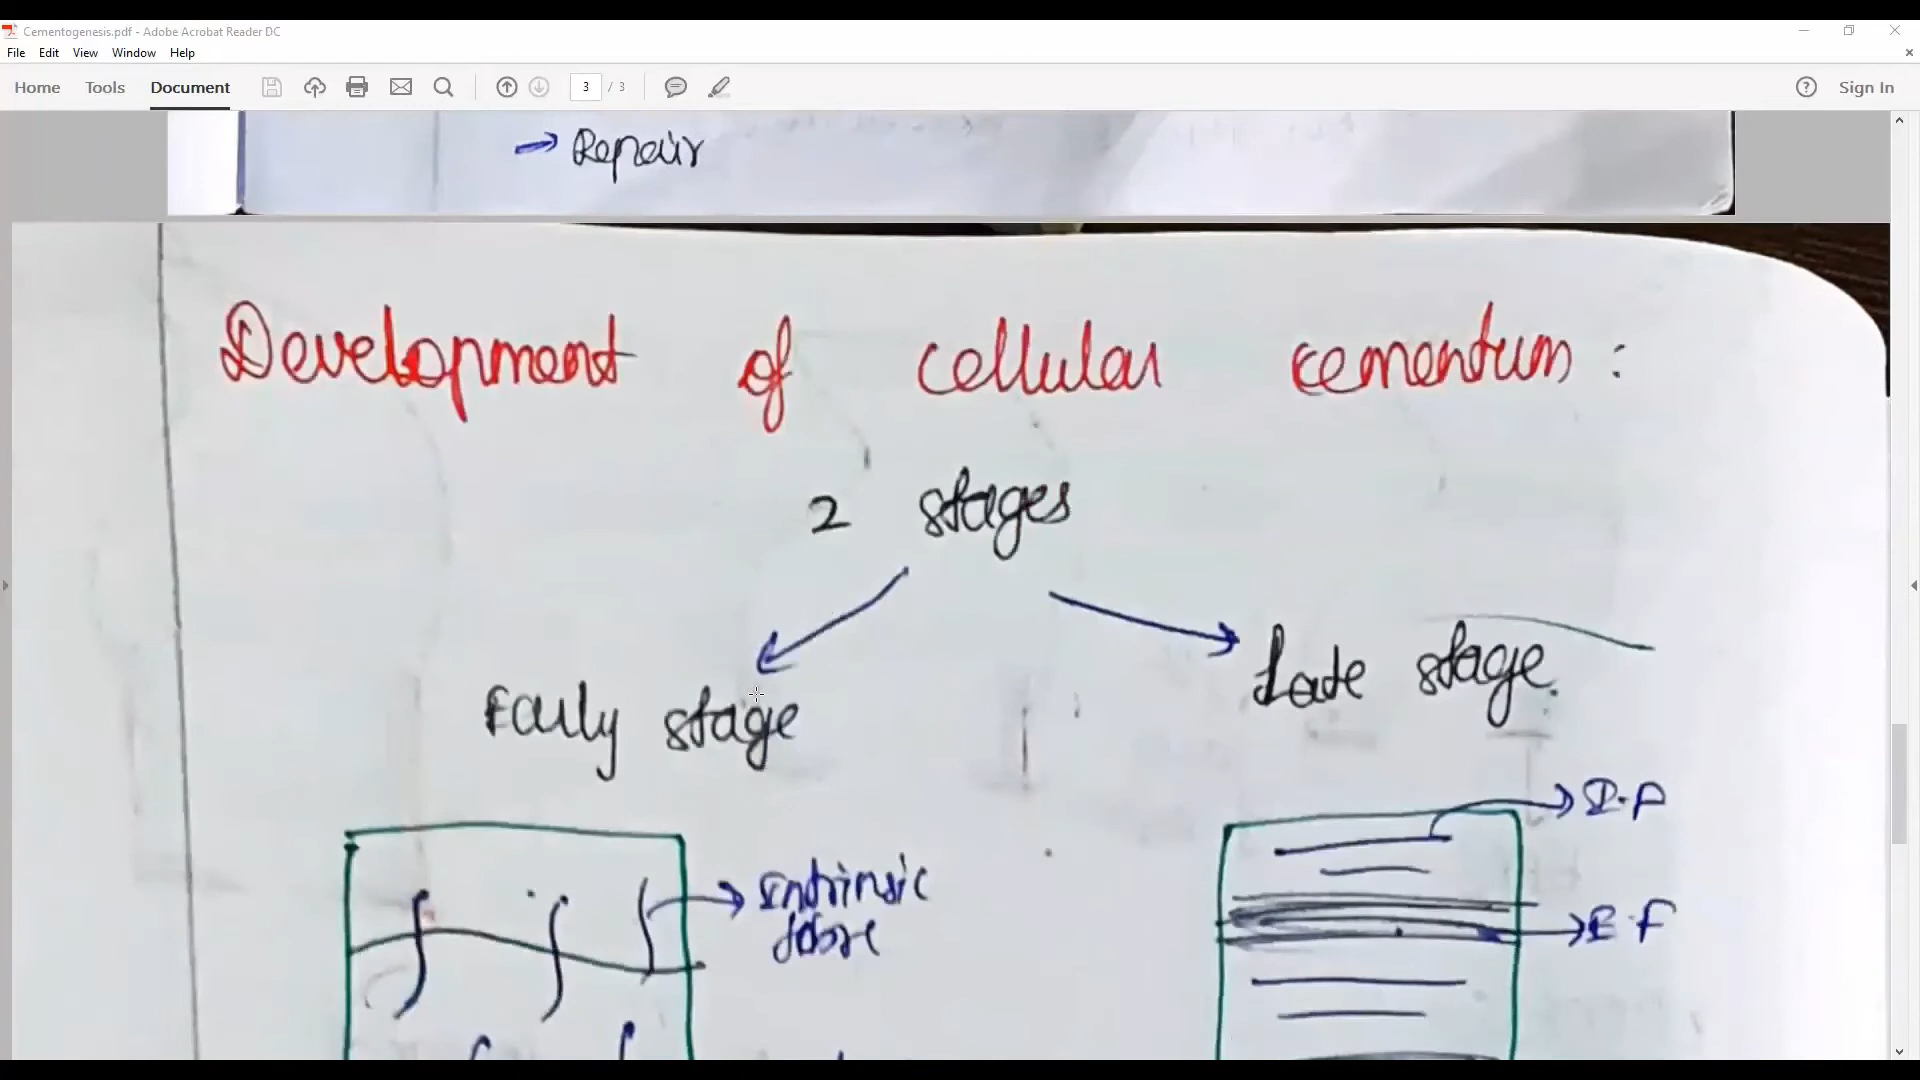 Cementogenesis.pdf - Adobe Acrobat Reader DC
File Edit View Window Help
Home Tools Document 3 / 3 Sign In
→ Repair
Development of cellular cementum :
2 stages
Early stage
Late stage.
→ I.F
Intrinsic
fibre
→ E.F